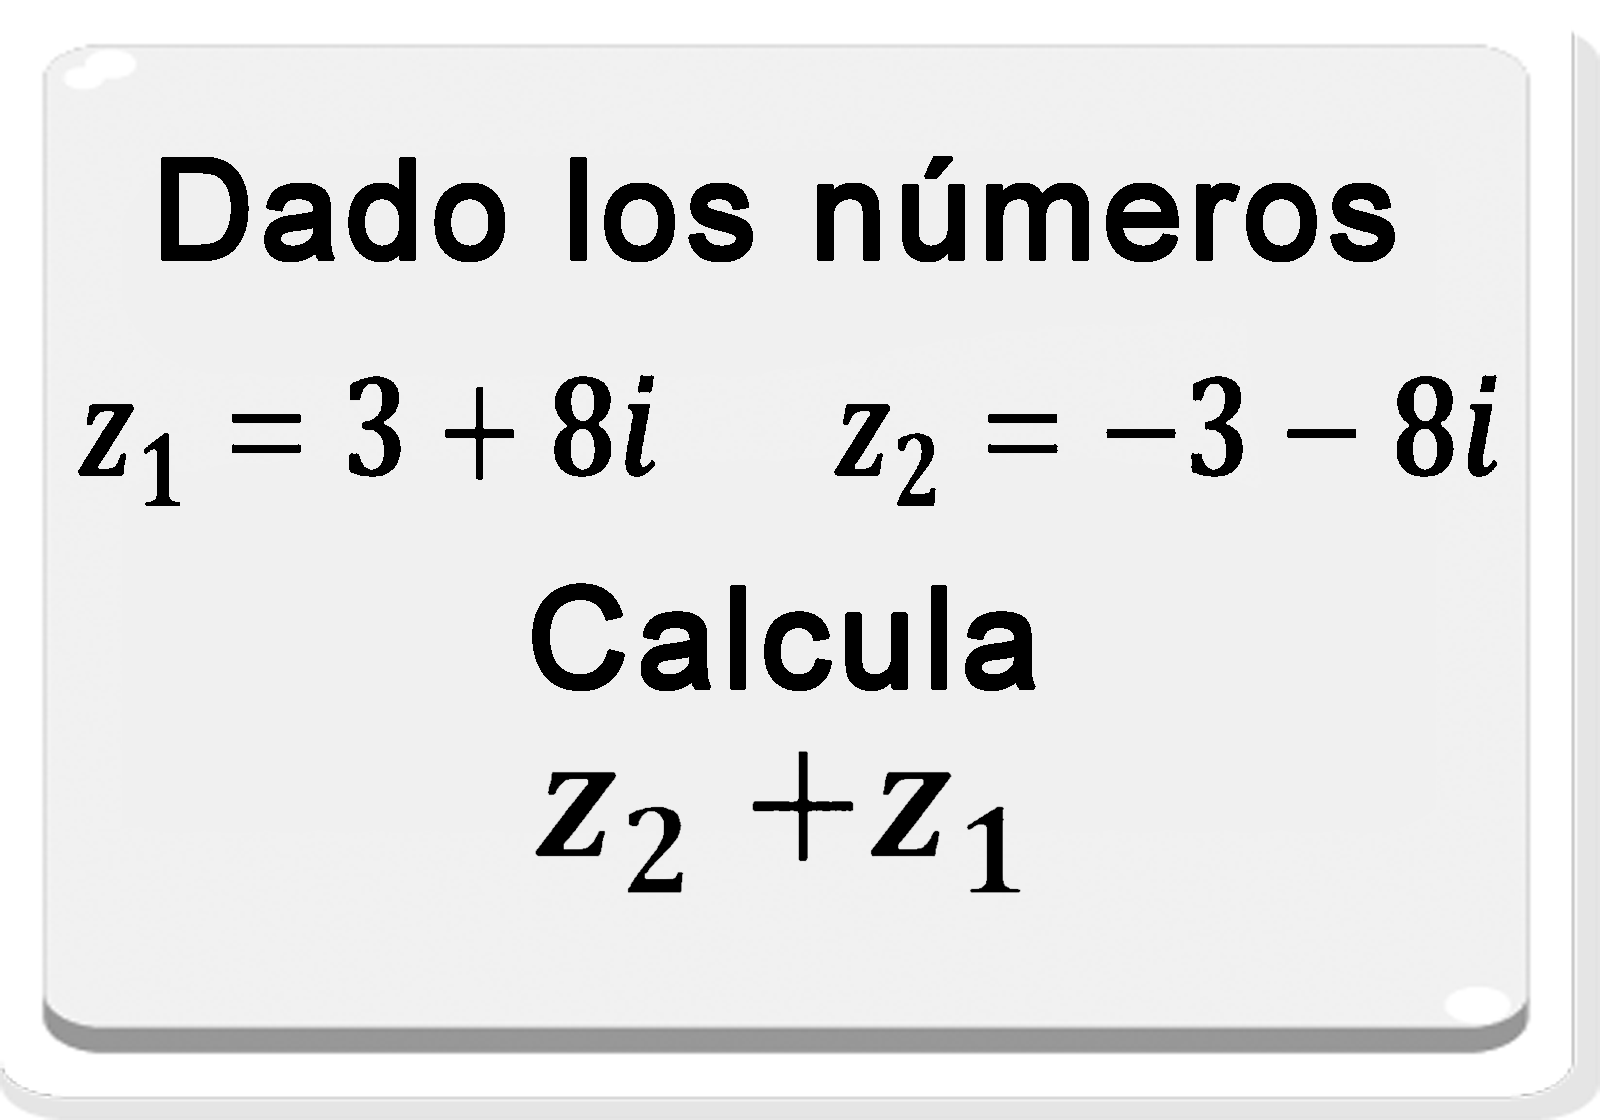 Dado los números
z₁ = 3 + 8i z₂ = −3 − 8i
Calcula
z₂ + z₁